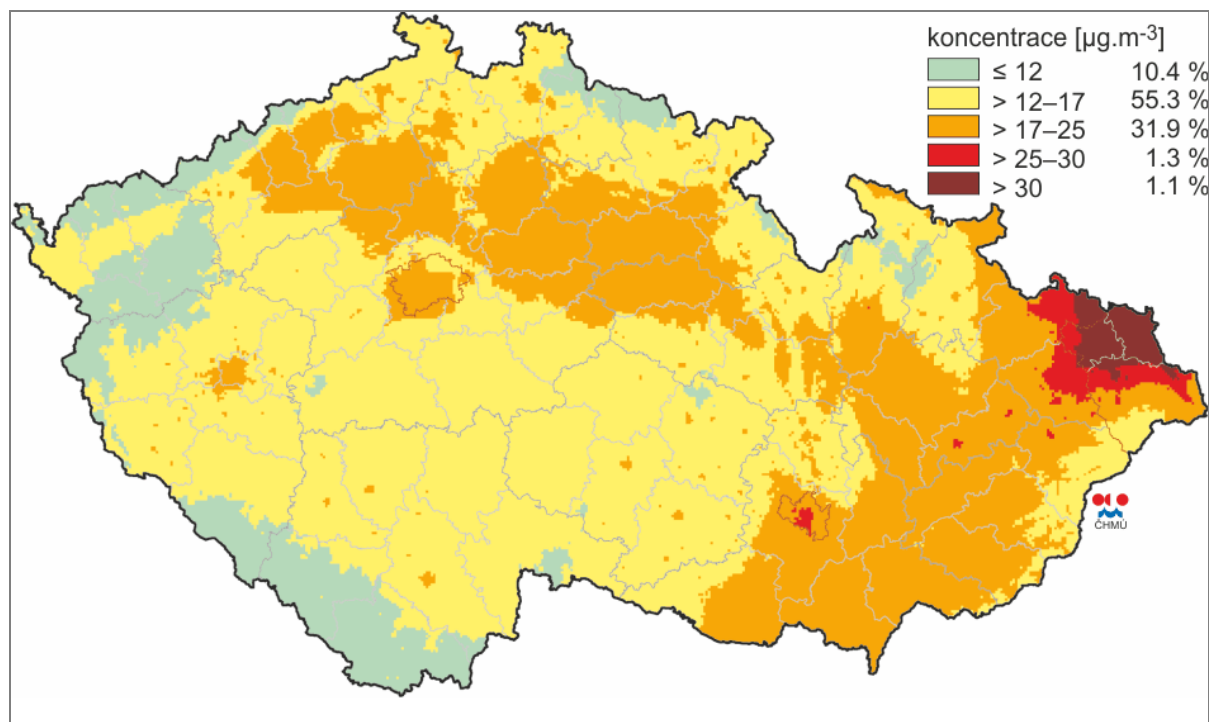 koncentrace [µg.m-3]
≤ 12 10.4 %
> 12–17 55.3 %
> 17–25 31.9 %
> 25–30 1.3 %
> 30 1.1 %
ČHMÚ